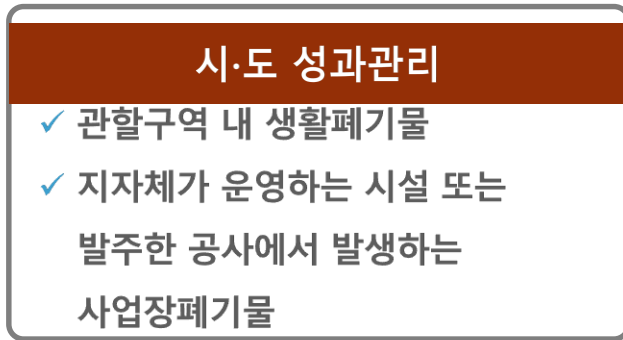 시·도 성과관리
✓ 관할구역 내 생활폐기물
✓ 지자체가 운영하는 시설 또는
발주한 공사에서 발생하는
사업장폐기물